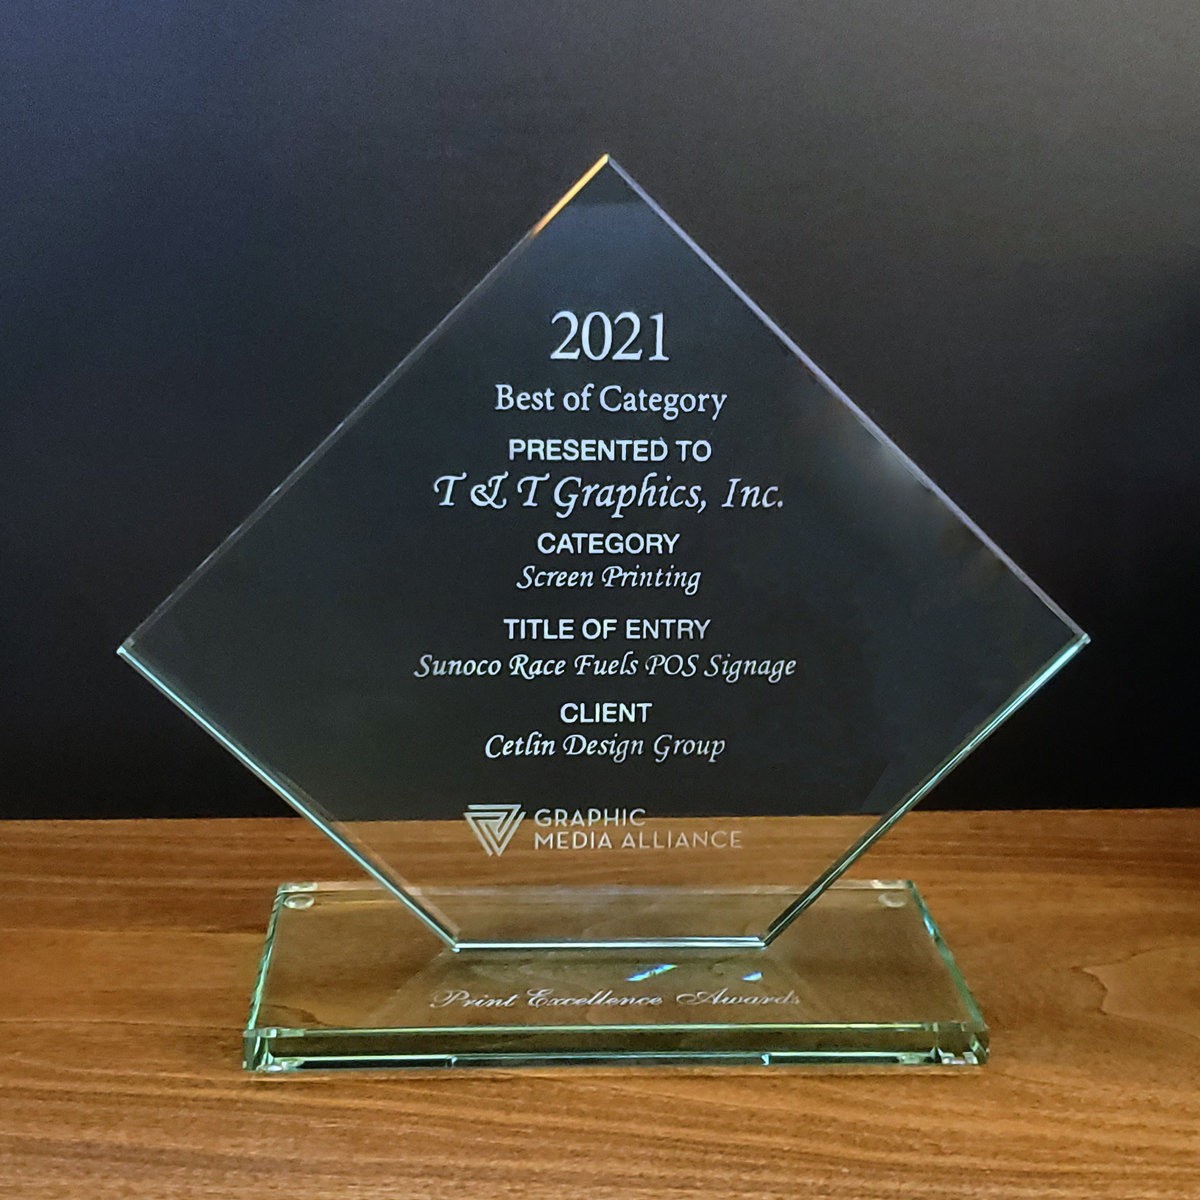 2021
Best of Category
PRESENTED TO
T & T Graphics, Inc.
CATEGORY
Screen Printing
TITLE OF ENTRY
Sunoco Race Fuels POS Signage
CLIENT
Cetlin Design Group
GRAPHIC
MEDIA ALLIANCE
Print Excellence Awards